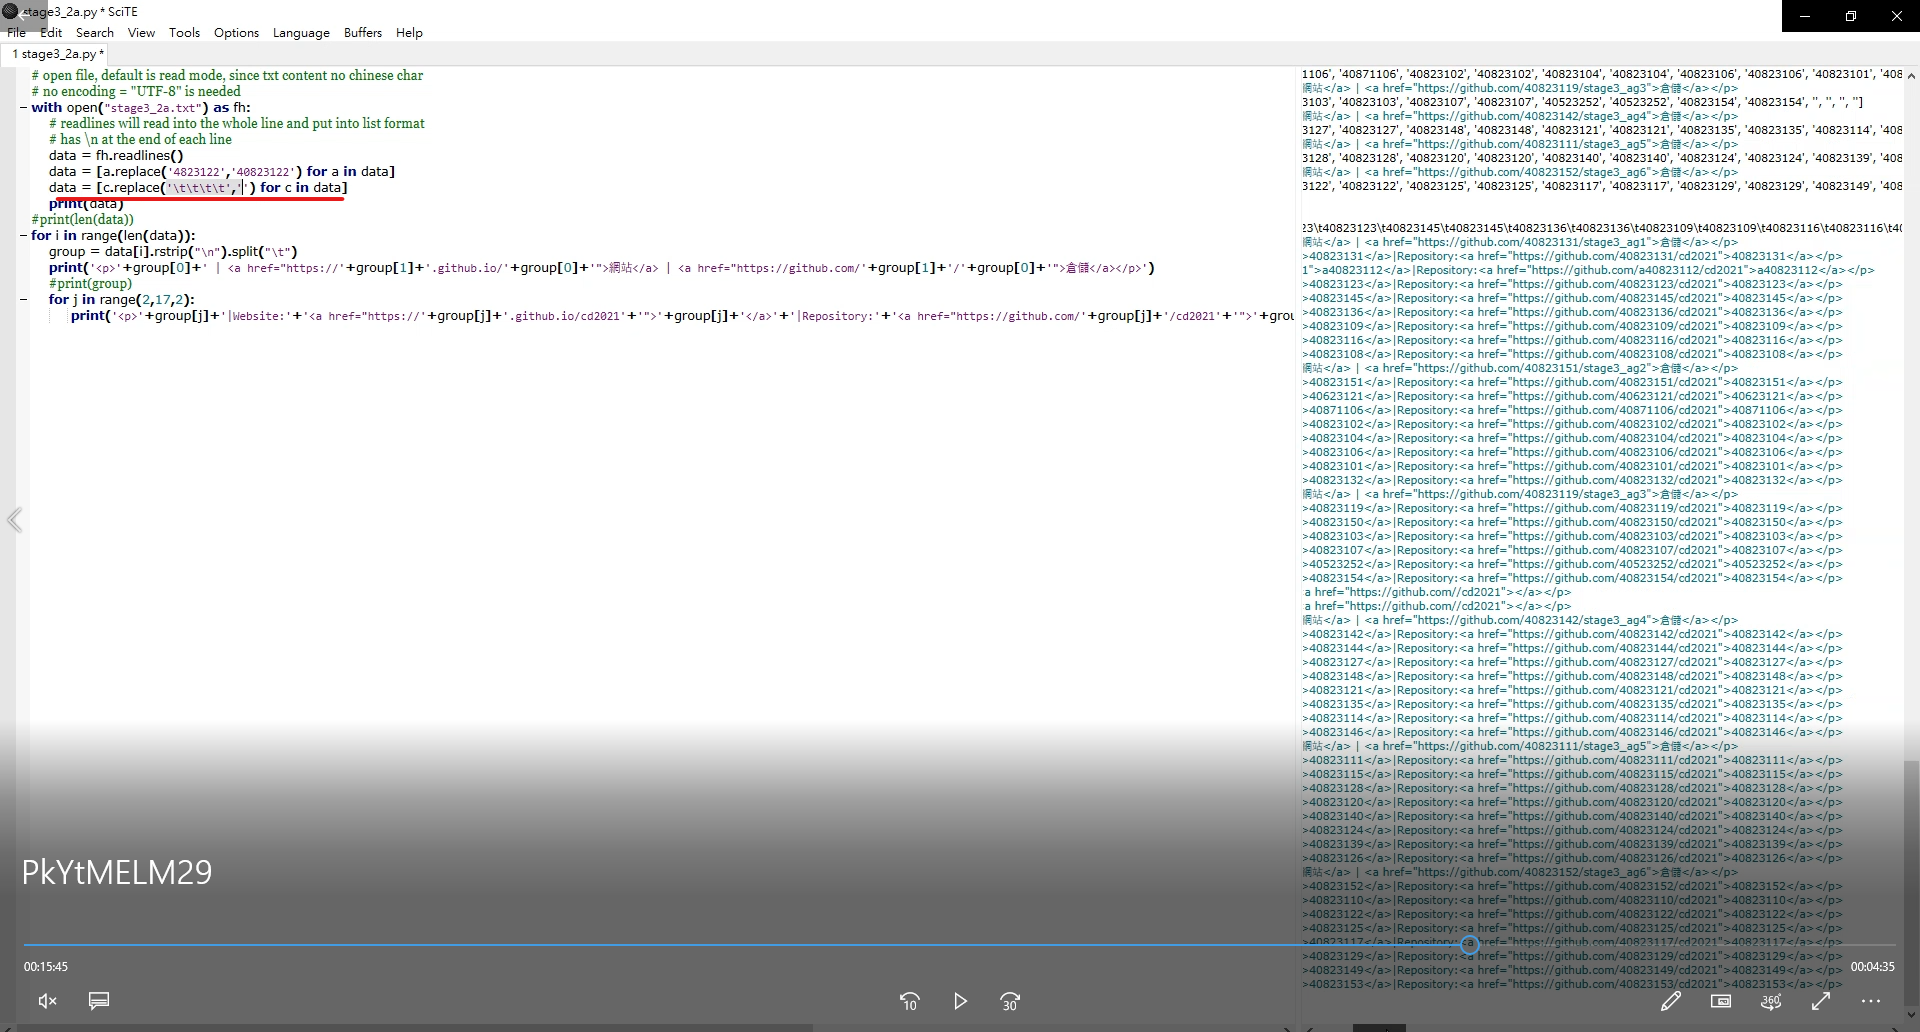 stage3_2a.py * SciTE
File Edit Search View Tools Options Language Buffers Help
1 stage3_2a.py *
# open file, default is read mode, since txt content no chinese char
# no encoding = "UTF-8" is needed
with open("stage3_2a.txt") as fh:
# readlines will read into the whole line and put into list format
# has \n at the end of each line
data = fh.readlines()
data = [a.replace('4823122','40823122') for a in data]
data = [c.replace('\t\t\t\t','') for c in data]
print(data)
#print(len(data))
for i in range(len(data)):
group = data[i].rstrip("\n").split("\t")
print('<p>'+group[0]+' | <a href="https://'+group[1]+'.github.io/'+group[0]+'">網站</a> | <a href="https://github.com/'+group[1]+'/'+group[0]+'">倉儲</a></p>')
#print(group)
for j in range(2,17,2):
print('<p>'+group[j]+'|Website:'+'<a href="https://'+group[j]+'.github.io/cd2021'+'">'+group[j]+'</a>'+'|Repository:'+'<a href="https://github.com/'+group[j]+'/cd2021'+'">'+grou
1106', '40871106', '40823102', '40823102', '40823104', '40823104', '40823106', '40823106', '40823101', '408
網站</a> | <a href="https://github.com/40823119/stage3_ag3">倉儲</a></p>
3103', '40823103', '40823107', '40823107', '40523252', '40523252', '40823154', '40823154', '', '', '', '']
網站</a> | <a href="https://github.com/40823142/stage3_ag4">倉儲</a></p>
3127', '40823127', '40823148', '40823148', '40823121', '40823121', '40823135', '40823135', '40823114', '408
網站</a> | <a href="https://github.com/40823111/stage3_ag5">倉儲</a></p>
3128', '40823128', '40823120', '40823120', '40823140', '40823140', '40823124', '40823124', '40823139', '408
網站</a> | <a href="https://github.com/40823152/stage3_ag6">倉儲</a></p>
3122', '40823122', '40823125', '40823125', '40823117', '40823117', '40823129', '40823129', '40823149', '408
23\t40823123\t40823145\t40823145\t40823136\t40823136\t40823109\t40823109\t40823116\t40823116\t40
網站</a> | <a href="https://github.com/40823131/stage3_ag1">倉儲</a></p>
>40823131</a>|Repository:<a href="https://github.com/40823131/cd2021">40823131</a></p>
1">a40823112</a>|Repository:<a href="https://github.com/a40823112/cd2021">a40823112</a></p>
>40823123</a>|Repository:<a href="https://github.com/40823123/cd2021">40823123</a></p>
>40823145</a>|Repository:<a href="https://github.com/40823145/cd2021">40823145</a></p>
>40823136</a>|Repository:<a href="https://github.com/40823136/cd2021">40823136</a></p>
>40823109</a>|Repository:<a href="https://github.com/40823109/cd2021">40823109</a></p>
>40823116</a>|Repository:<a href="https://github.com/40823116/cd2021">40823116</a></p>
>40823108</a>|Repository:<a href="https://github.com/40823108/cd2021">40823108</a></p>
網站</a> | <a href="https://github.com/40823151/stage3_ag2">倉儲</a></p>
>40823151</a>|Repository:<a href="https://github.com/40823151/cd2021">40823151</a></p>
>40623121</a>|Repository:<a href="https://github.com/40623121/cd2021">40623121</a></p>
>40871106</a>|Repository:<a href="https://github.com/40871106/cd2021">40871106</a></p>
>40823102</a>|Repository:<a href="https://github.com/40823102/cd2021">40823102</a></p>
>40823104</a>|Repository:<a href="https://github.com/40823104/cd2021">40823104</a></p>
>40823106</a>|Repository:<a href="https://github.com/40823106/cd2021">40823106</a></p>
>40823101</a>|Repository:<a href="https://github.com/40823101/cd2021">40823101</a></p>
>40823132</a>|Repository:<a href="https://github.com/40823132/cd2021">40823132</a></p>
網站</a> | <a href="https://github.com/40823119/stage3_ag3">倉儲</a></p>
>40823119</a>|Repository:<a href="https://github.com/40823119/cd2021">40823119</a></p>
>40823150</a>|Repository:<a href="https://github.com/40823150/cd2021">40823150</a></p>
>40823103</a>|Repository:<a href="https://github.com/40823103/cd2021">40823103</a></p>
>40823107</a>|Repository:<a href="https://github.com/40823107/cd2021">40823107</a></p>
>40523252</a>|Repository:<a href="https://github.com/40523252/cd2021">40523252</a></p>
>40823154</a>|Repository:<a href="https://github.com/40823154/cd2021">40823154</a></p>
a href="https://github.com//cd2021"></a></p>
a href="https://github.com//cd2021"></a></p>
網站</a> | <a href="https://github.com/40823142/stage3_ag4">倉儲</a></p>
>40823142</a>|Repository:<a href="https://github.com/40823142/cd2021">40823142</a></p>
>40823144</a>|Repository:<a href="https://github.com/40823144/cd2021">40823144</a></p>
>40823127</a>|Repository:<a href="https://github.com/40823127/cd2021">40823127</a></p>
>40823148</a>|Repository:<a href="https://github.com/40823148/cd2021">40823148</a></p>
>40823121</a>|Repository:<a href="https://github.com/40823121/cd2021">40823121</a></p>
>40823135</a>|Repository:<a href="https://github.com/40823135/cd2021">40823135</a></p>
>40823114</a>|Repository:<a href="https://github.com/40823114/cd2021">40823114</a></p>
>40823146</a>|Repository:<a href="https://github.com/40823146/cd2021">40823146</a></p>
網站</a> | <a href="https://github.com/40823111/stage3_ag5">倉儲</a></p>
>40823111</a>|Repository:<a href="https://github.com/40823111/cd2021">40823111</a></p>
>40823115</a>|Repository:<a href="https://github.com/40823115/cd2021">40823115</a></p>
>40823128</a>|Repository:<a href="https://github.com/40823128/cd2021">40823128</a></p>
>40823120</a>|Repository:<a href="https://github.com/40823120/cd2021">40823120</a></p>
>40823140</a>|Repository:<a href="https://github.com/40823140/cd2021">40823140</a></p>
>40823124</a>|Repository:<a href="https://github.com/40823124/cd2021">40823124</a></p>
>40823139</a>|Repository:<a href="https://github.com/40823139/cd2021">40823139</a></p>
>40823126</a>|Repository:<a href="https://github.com/40823126/cd2021">40823126</a></p>
網站</a> | <a href="https://github.com/40823152/stage3_ag6">倉儲</a></p>
>40823152</a>|Repository:<a href="https://github.com/40823152/cd2021">40823152</a></p>
>40823110</a>|Repository:<a href="https://github.com/40823110/cd2021">40823110</a></p>
>40823122</a>|Repository:<a href="https://github.com/40823122/cd2021">40823122</a></p>
>40823125</a>|Repository:<a href="https://github.com/40823125/cd2021">40823125</a></p>
>40823117</a>|Repository:<a href="https://github.com/40823117/cd2021">40823117</a></p>
>40823129</a>|Repository:<a href="https://github.com/40823129/cd2021">40823129</a></p>
>40823149</a>|Repository:<a href="https://github.com/40823149/cd2021">40823149</a></p>
>40823153</a>|Repository:<a href="https://github.com/40823153/cd2021">40823153</a></p>
PkYtMELM29
00:15:45
00:04:35
10
30
360